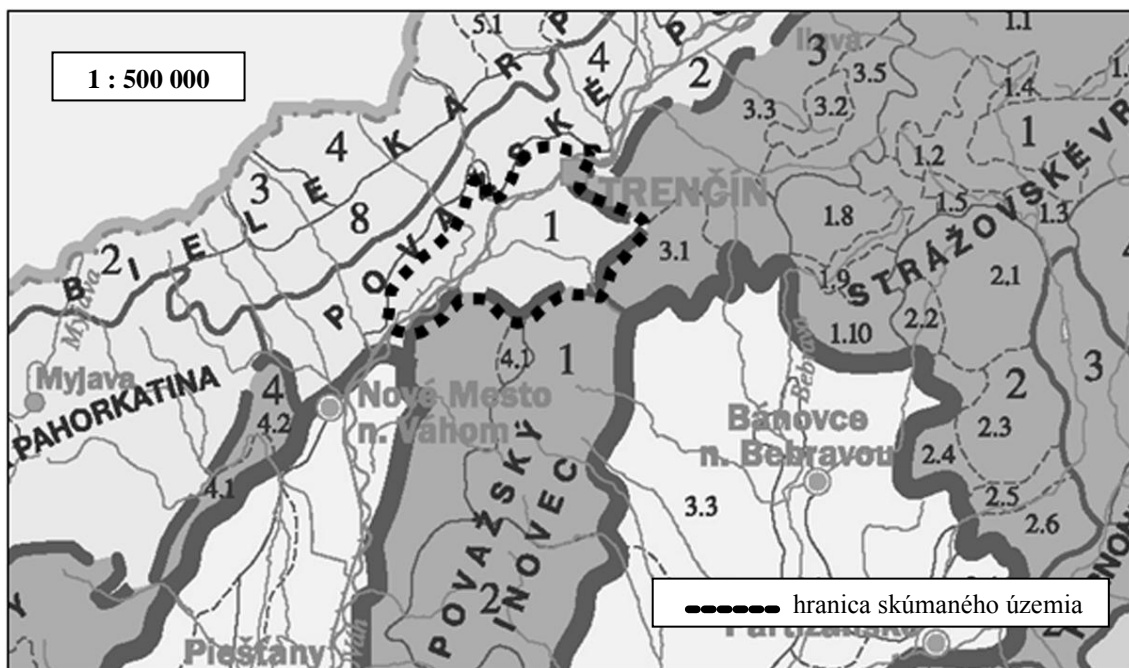 1 : 500 000
5.1
4
2
Ilava
3
1.1
3.5
3.2
3.3
1.4
1
1.2
1.5
1.3
1.8
1.9
1.10
STRÁŽOVSKÉ VR
BIELE KAR
POVAŽSKÉ P
4
3
8
2
Myjava
TRENČÍN
1
3.1
2.1
2.2
4.1
1
2
3
2.3
2.4
2.5
2.6
Myjava
PAHORKATINA
4
4.2
4.1
Nové Mesto
n. Váhom
Bánovce
n. Bebravou
3.3
POVAŽSKÝ
INOVEC
2
Váh
Piešťany
hranica skúmaného územia